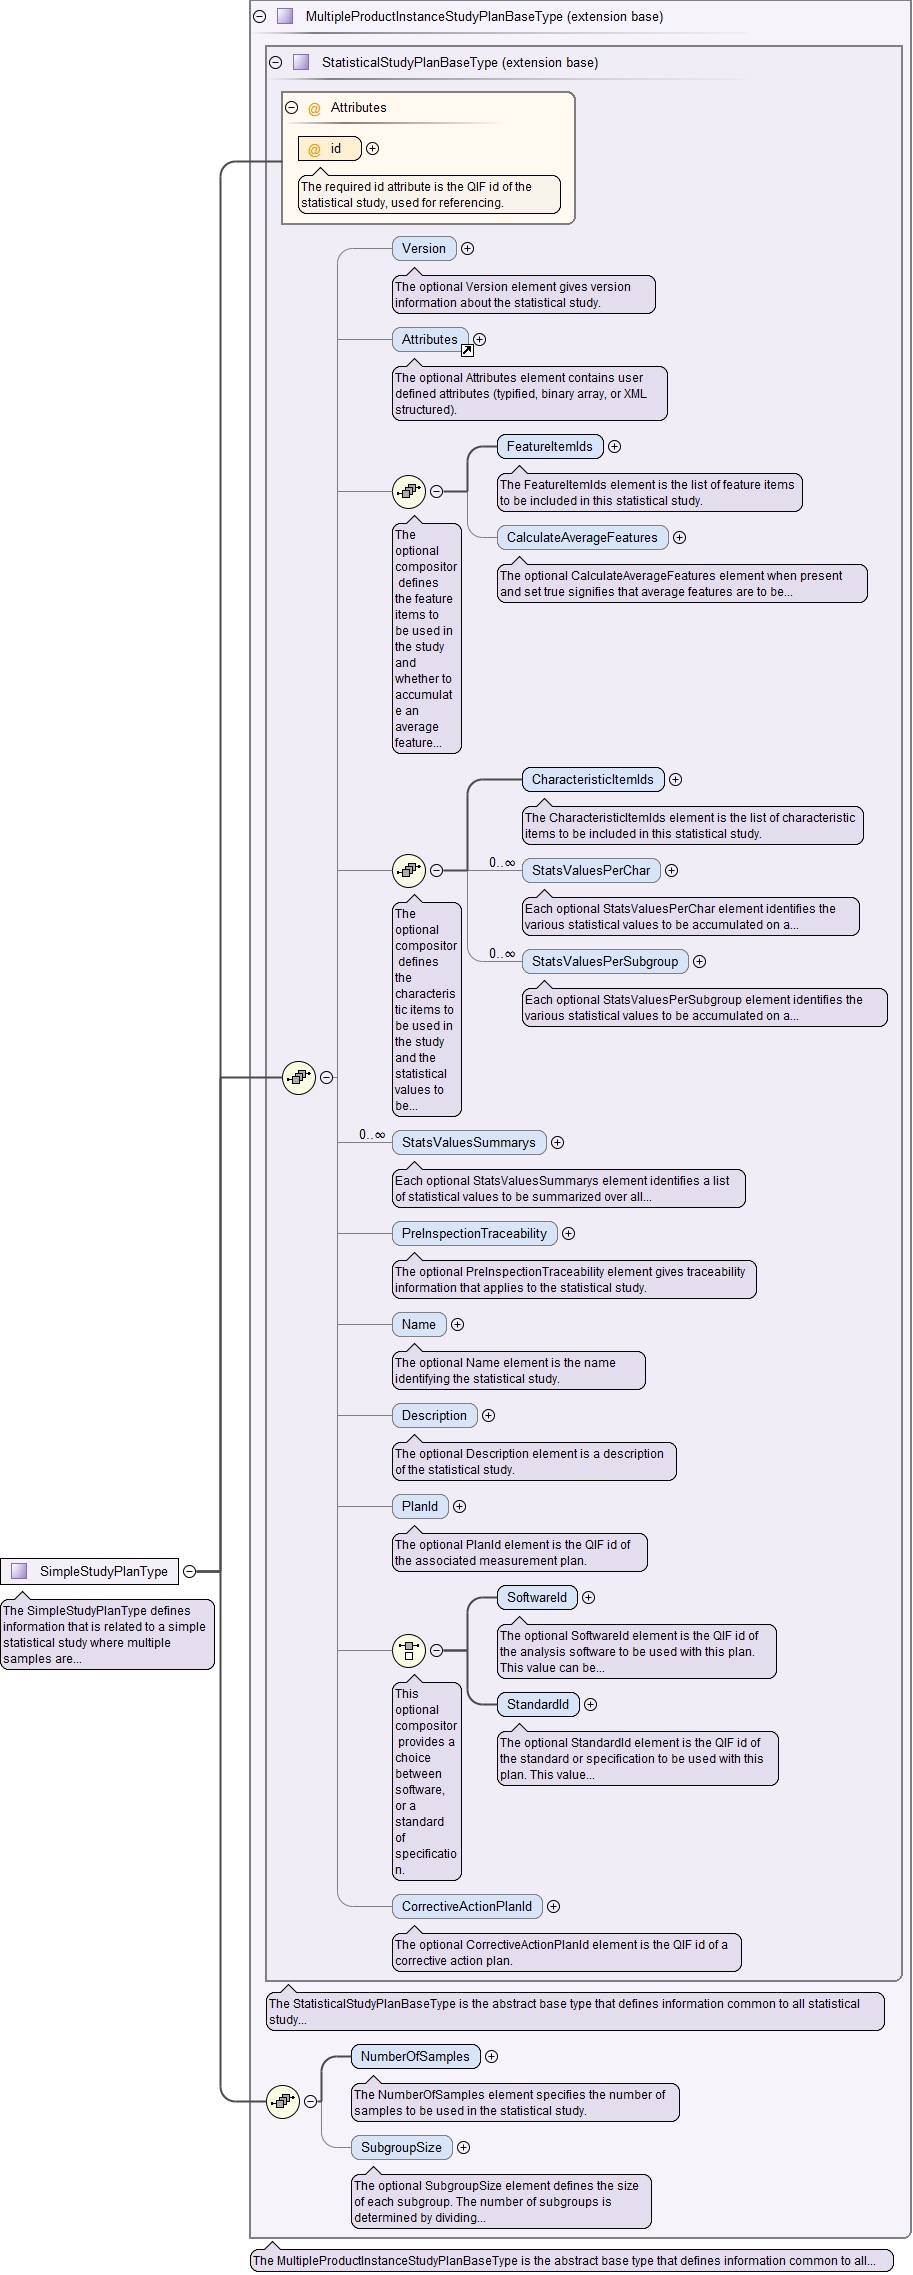 MultipleProductInstanceStudyPlanBaseType (extension base)
StatisticalStudyPlanBaseType (extension base)
@ Attributes
@ id
The required id attribute is the QIF id of the
statistical study, used for referencing.
Version
The optional Version element gives version
information about the statistical study.
Attributes
The optional Attributes element contains user
defined attributes (typified, binary array, or XML
structured).
FeatureItemIds
The FeatureItemIds element is the list of feature items
to be included in this statistical study.
CalculateAverageFeatures
The optional CalculateAverageFeatures element when present
and set true signifies that average features are to be...
The
optional
compositor
defines
the feature
items to
be used in
the study
and
whether to
accumulat
e an
average
feature...
CharacteristicItemIds
The CharacteristicItemIds element is the list of characteristic
items to be included in this statistical study.
0..∞
StatsValuesPerChar
Each optional StatsValuesPerChar element identifies the
various statistical values to be accumulated on a...
0..∞
StatsValuesPerSubgroup
Each optional StatsValuesPerSubgroup element identifies the
various statistical values to be accumulated on a...
The
optional
compositor
defines
the
characteris
tic items to
be used in
the study
and the
statistical
values to
be...
0..∞
StatsValuesSummarys
Each optional StatsValuesSummarys element identifies a list
of statistical values to be summarized over all...
PreInspectionTraceability
The optional PreInspectionTraceability element gives traceability
information that applies to the statistical study.
Name
The optional Name element is the name
identifying the statistical study.
Description
The optional Description element is a description
of the statistical study.
PlanId
The optional PlanId element is the QIF id of
the associated measurement plan.
SimpleStudyPlanType
The SimpleStudyPlanType defines
information that is related to a simple
statistical study where multiple
samples are...
SoftwareId
The optional SoftwareId element is the QIF id of
the analysis software to be used with this plan.
This value can be...
StandardId
The optional StandardId element is the QIF id of
the standard or specification to be used with this
plan. This value...
This
optional
compositor
provides a
choice
between
software,
or a
standard
of
specificatio
n.
CorrectiveActionPlanId
The optional CorrectiveActionPlanId element is the QIF id of a
corrective action plan.
The StatisticalStudyPlanBaseType is the abstract base type that defines information common to all statistical
study...
NumberOfSamples
The NumberOfSamples element specifies the number of
samples to be used in the statistical study.
SubgroupSize
The optional SubgroupSize element defines the size
of each subgroup. The number of subgroups is
determined by dividing...
The MultipleProductInstanceStudyPlanBaseType is the abstract base type that defines information common to all...